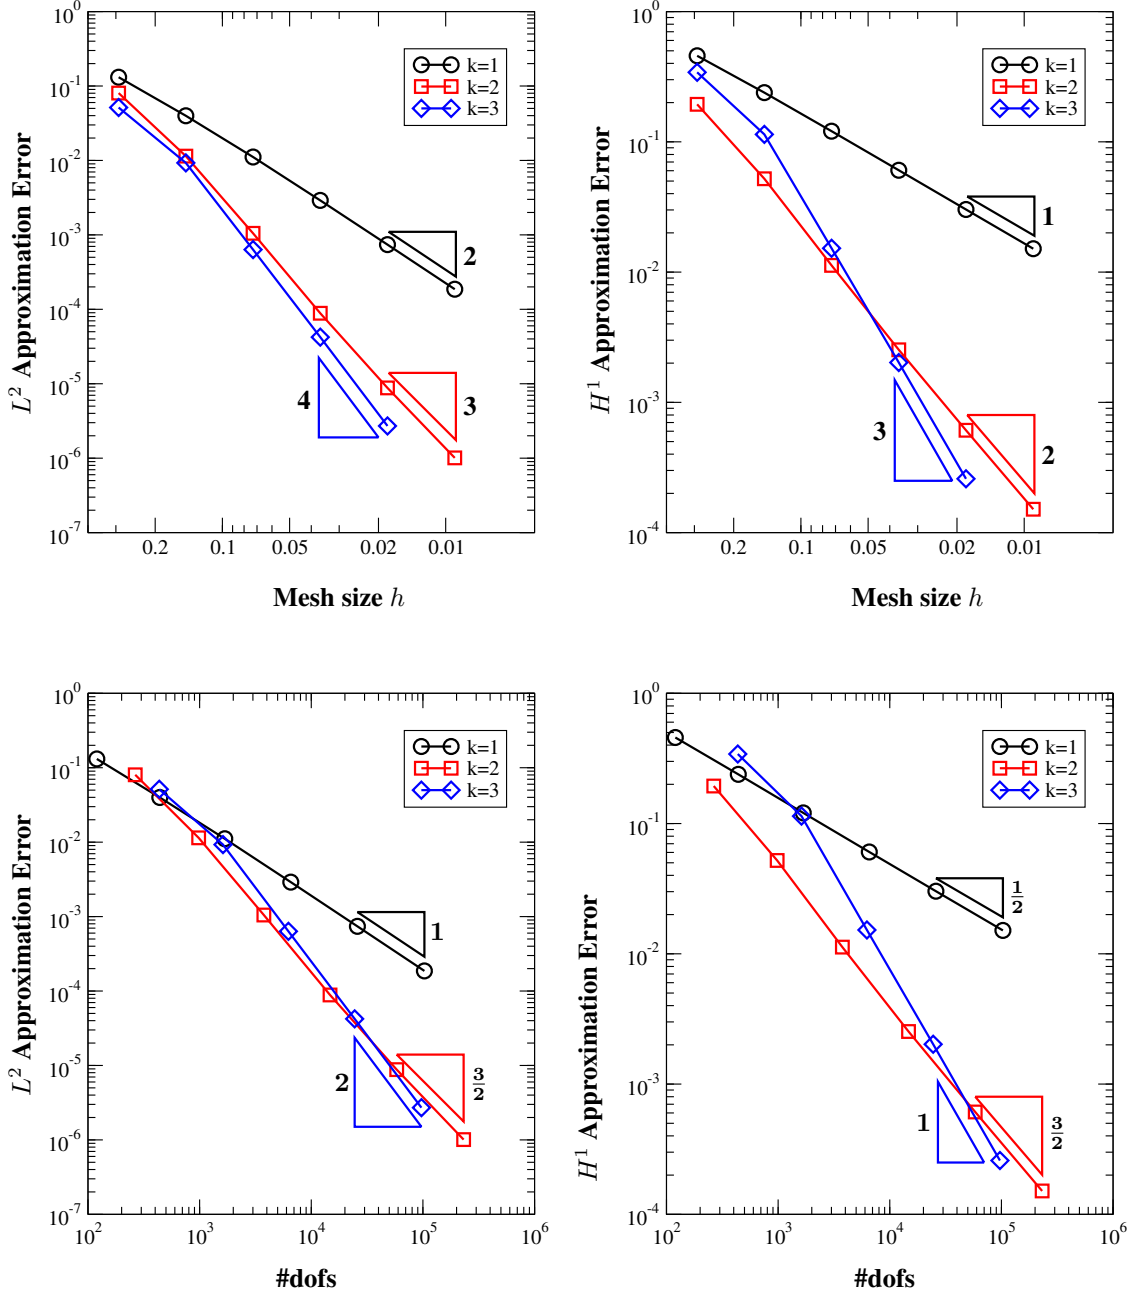 10^0
10^-1
10^-2
10^-3
10^-4
10^-5
10^-6
10^-7
L^2 Approximation Error
k=1
k=2
k=3
2
3
4
0.2 0.1 0.05 0.02 0.01
Mesh size h
10^0
10^-1
10^-2
10^-3
10^-4
H^1 Approximation Error
k=1
k=2
k=3
1
2
3
0.2 0.1 0.05 0.02 0.01
Mesh size h
10^0
10^-1
10^-2
10^-3
10^-4
10^-5
10^-6
10^-7
L^2 Approximation Error
k=1
k=2
k=3
1
3/2
2
10^2 10^3 10^4 10^5 10^6
#dofs
10^0
10^-1
10^-2
10^-3
10^-4
H^1 Approximation Error
k=1
k=2
k=3
1/2
3/2
1
10^2 10^3 10^4 10^5 10^6
#dofs